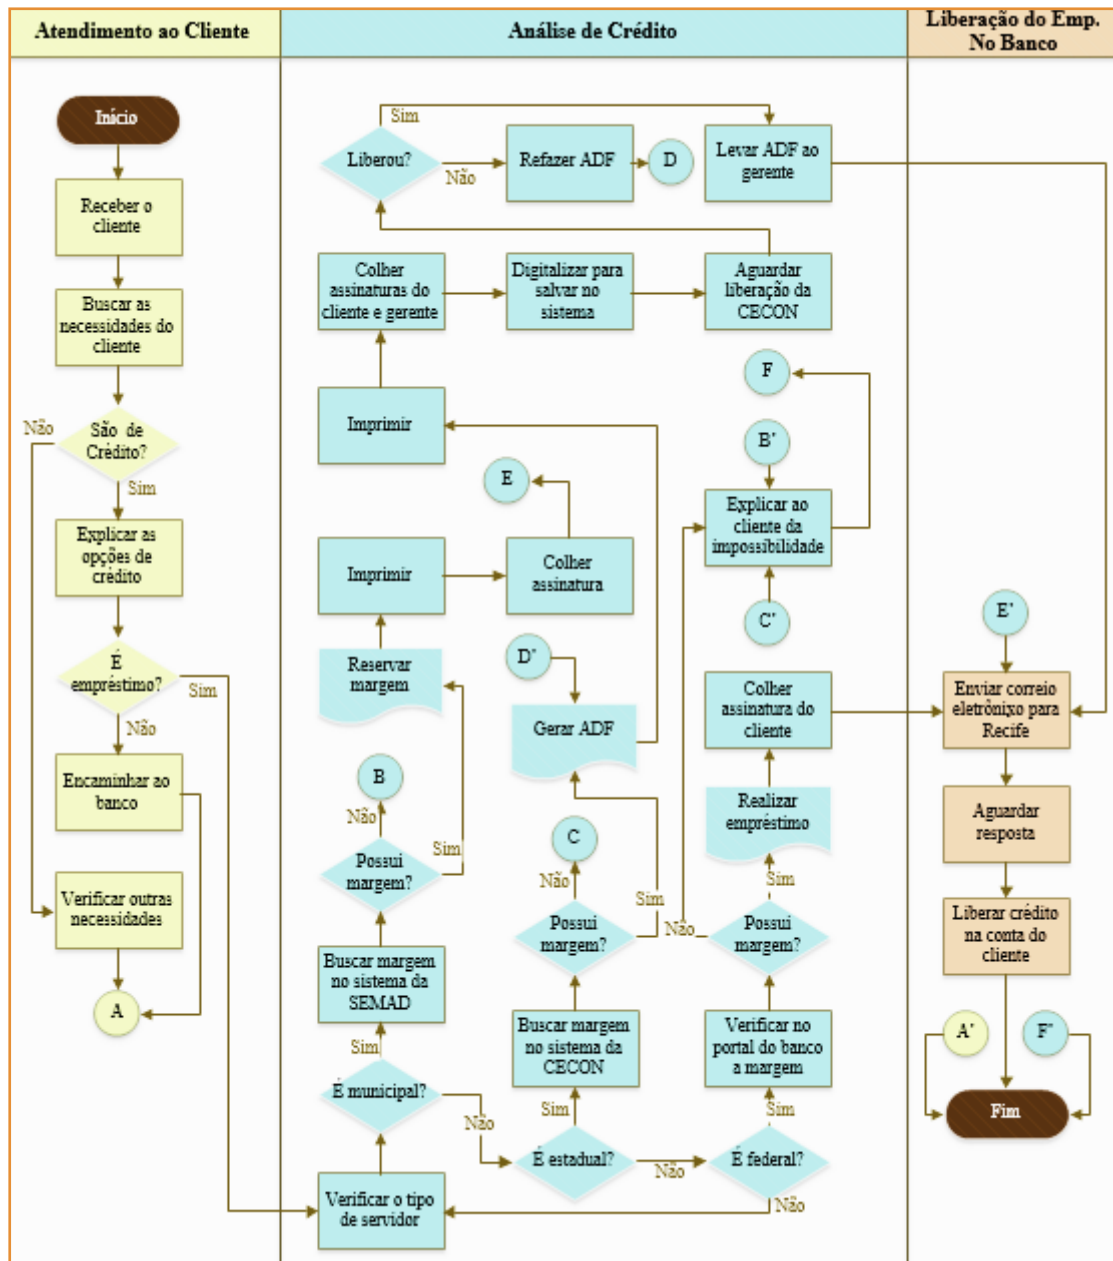 Atendimento ao Cliente
Análise de Crédito
Liberação do Emp.
No Banco
Início
Receber o
cliente
Buscar as
necessidades do
cliente
Não
São de
Crédito?
Sim
Explicar as
opções de
crédito
É
empréstimo?
Sim
Não
Encaminhar ao
banco
Verificar outras
necessidades
A
Sim
Liberou?
Não
Refazer ADF
D
Levar ADF ao
gerente
Colher
assinaturas do
cliente e gerente
Digitalizar para
salvar no
sistema
Aguardar
liberação da
CECON
F
Imprimir
B'
E
Explicar ao
cliente da
impossibilidade
Imprimir
Colher
assinatura
C'
D'
Reservar
margem
Gerar ADF
Colher
assinatura do
cliente
B
Não
Realizar
empréstimo
C
Sim
Possui
margem?
Não
Sim
Sim
Possui
margem?
Não
Possui
margem?
Buscar margem
no sistema da
SEMAD
Buscar margem
no sistema da
CECON
Verificar no
portal do banco
a margem
Sim
É municipal?
Não
Sim
Sim
É estadual?
Não
É federal?
Não
Verificar o tipo
de servidor
E'
Enviar correio
eletrônixo para
Recife
Aguardar
resposta
Liberar crédito
na conta do
cliente
A'
F'
Fim